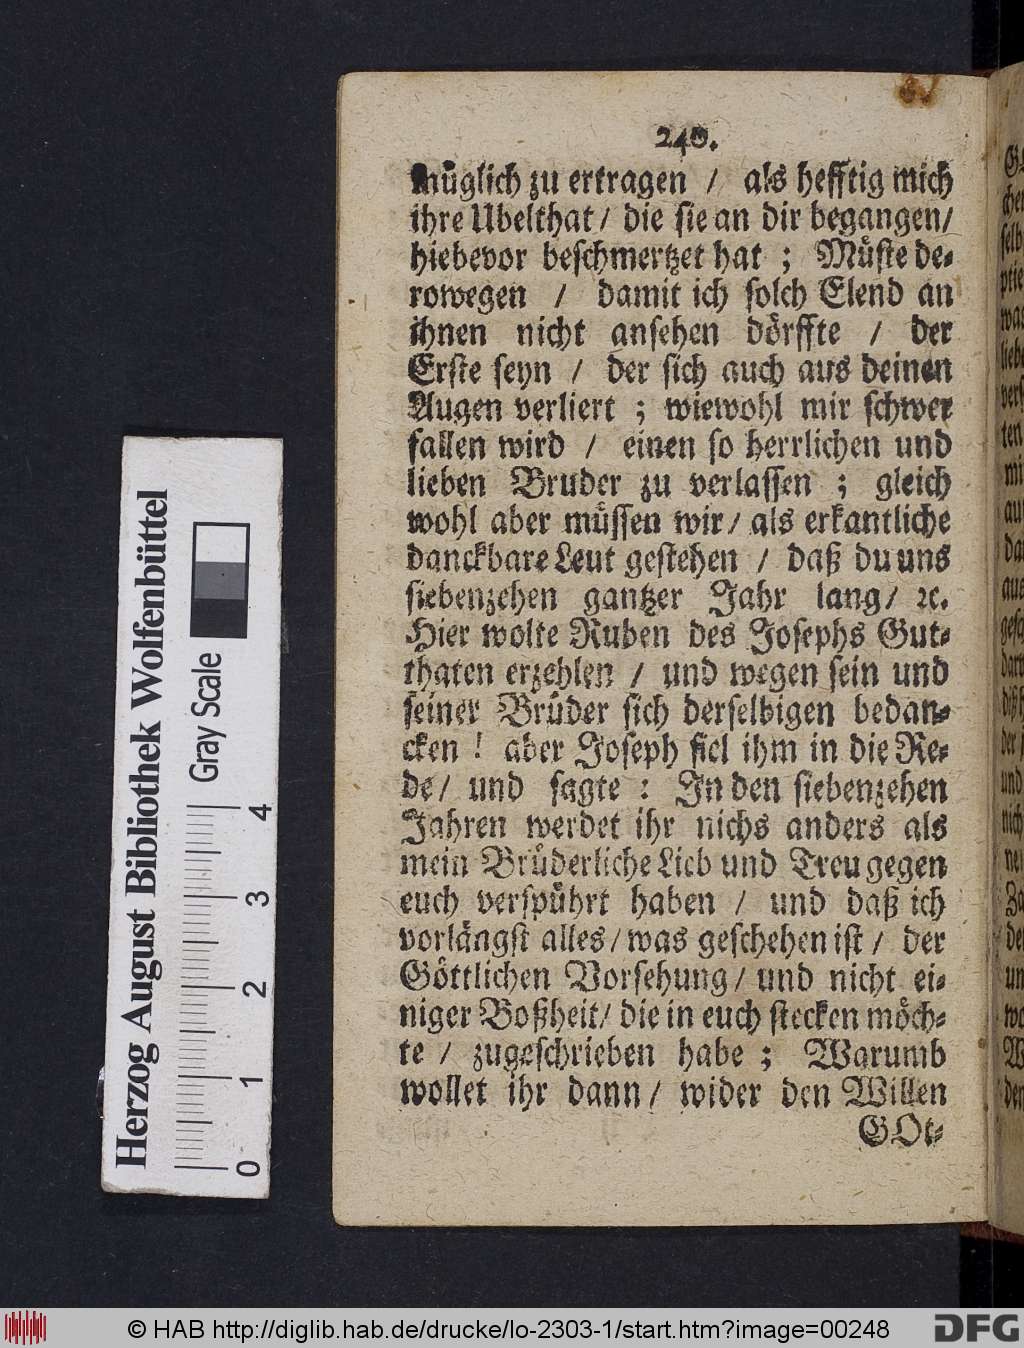 240.
müglich zu ertragen / als hefftig mich
ihre Ubelthat / die sie an dir begangen /
hiebevor beschmertzet hat ; Müste de-
rowegen / damit ich solch Elend an
ihnen nicht ansehen dörffte / der
Erste seyn / der sich auch aus deinen
Augen verliert ; wiewohl mir schwer
fallen wird / einen so herrlichen und
lieben Bruder zu verlassen ; gleich
wohl aber müssen wir / als erkantliche
danckbare Leut gestehen / daß du uns
siebenzehen gantzer Jahr lang / ꝛc.
Hier wolte Ruben des Josephs Gut-
thaten erzehlen / und wegen sein und
seiner Brüder sich derselbigen bedan-
cken ! aber Joseph fiel ihm in die Re-
de / und sagte : In den siebenzehen
Jahren werdet ihr nichs anders als
mein Brüderliche Lieb und Treu gegen
euch verspührt haben / und daß ich
vorlängst alles / was geschehen ist / der
Göttlichen Vorsehung / und nicht ei-
niger Boßheit / die in euch stecken möch-
te / zugeschrieben habe ; Warumb
wollet ihr dann / wider den Willen
GOt-
Herzog August Bibliothek Wolfenbüttel
Gray Scale
0 1 2 3 4
© HAB http://diglib.hab.de/drucke/lo-2303-1/start.htm?image=00248
DFG